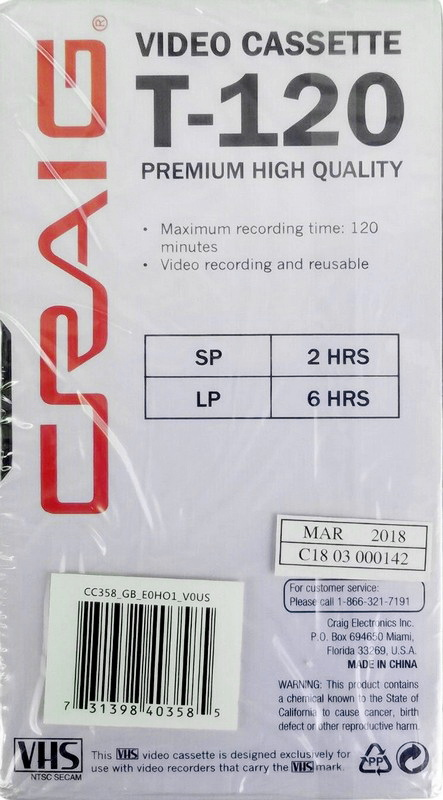 CRAIG®
VIDEO CASSETTE
T-120
PREMIUM HIGH QUALITY
• Maximum recording time: 120
minutes
• Video recording and reusable
SP 2 HRS
LP 6 HRS
MAR 2018
C18 03 000142
CC358_GB_E0HO1_V0US
7 31398 40358 5
For customer service:
Please call 1-866-321-7191
Craig Electronics Inc.
P.O. Box 694650 Miami,
Florida 33269, U.S.A.
MADE IN CHINA
WARNING: This product contains
a chemical known to the State of
California to cause cancer, birth
defect or other reproductive harm.
VHS
NTSC SECAM
This VHS video cassette is designed exclusively for
use with video recorders that carry the VHS mark.
PP